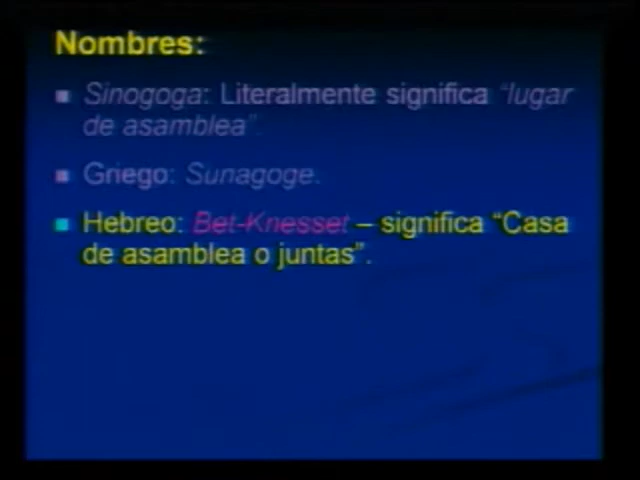 Nombres:
Sinogoga: Literalmente significa “lugar
de asamblea”.
Griego: Sunagoge.
Hebreo: Bet-Knesset – significa “Casa
de asamblea o juntas”.